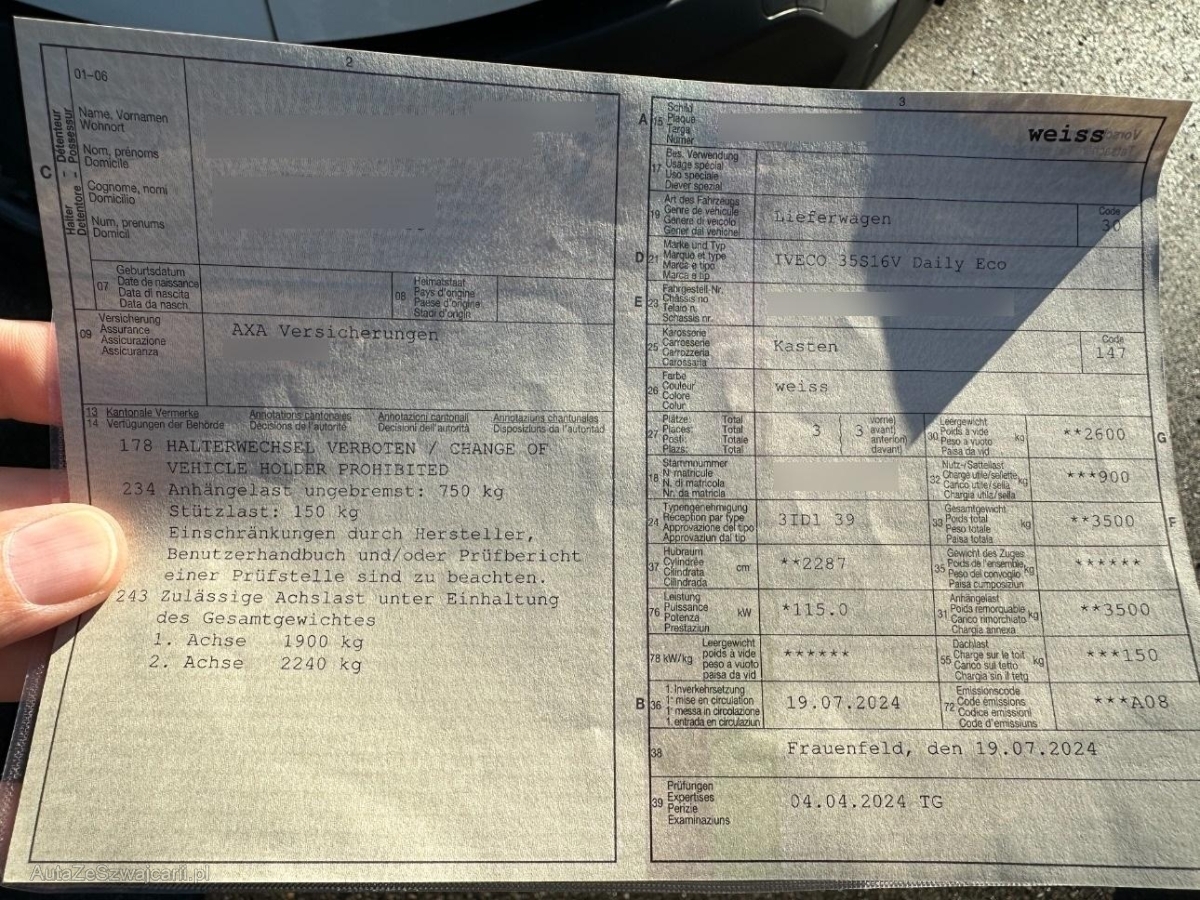 2
01–06
Halter – Détenteur
Detentore – Possessur
C
Name, Vornamen
Wohnort
Nom, prénoms
Domicile
Cognome, nomi
Domicilio
Num, prenums
Domicil
07
Geburtsdatum
Date de naissance
Data di nascita
Data da nasch.
08
Heimatstaat
Pays d'origine
Paese d'origine
Stadi d'origin
09
Versicherung
Assurance
Assicurazione
Assicuranza
AXA Versicherungen
13 Kantonale Vermerke Annotations cantonales Annotazioni cantonali Annotaziuns chantunalas
14 Verfügungen der Behörde Décisions de l'autorité Decisioni dell'autorità Disposiziuns da l'autoritad
178 HALTERWECHSEL VERBOTEN / CHANGE OF
VEHICLE HOLDER PROHIBITED
234 Anhängelast ungebremst: 750 kg
Stützlast: 150 kg
Einschränkungen durch Hersteller,
Benutzerhandbuch und/oder Prüfbericht
einer Prüfstelle sind zu beachten.
243 Zulässige Achslast unter Einhaltung
des Gesamtgewichtes
1. Achse 1900 kg
2. Achse 2240 kg
3
A 15
Schild
Plaque
Targa
Numer
weiss
17
Bes. Verwendung
Usage spécial
Uso speciale
Diever spezial
19
Art des Fahrzeugs
Genre de véhicule
Genere di veicolo
Gener dal vehichel
Lieferwagen
Code
30
D 21
Marke und Typ
Marque et type
Marca e tipo
Marca e tip
IVECO 35S16V Daily Eco
E 23
Fahrgestell-Nr.
Châssis no
Telaio n.
Schassis nr.
25
Karosserie
Carrosserie
Carrozzeria
Carossaria
Kasten
Code
147
26
Farbe
Couleur
Colore
Colur
weiss
27
Plätze: Total
Places: Total
Posti: Totale
Plazs: Total
3 { 3
vorne)
avant)
anteriori)
davant)
30
Leergewicht
Poids à vide
Peso a vuoto
Paisa da vid
kg
**2600
G
18
Stammnummer
N matricule
N. di matricola
Nr. da matricla
32
Nutz-/Sattellast
Charge utile/sellette
Carico utile/sella
Chargia utila/sella
kg
***900
24
Typengenehmigung
Réception par type
Approvazione del tipo
Approvaziun dal tip
3ID1 39
33
Gesamtgewicht
Poids total
Peso totale
Paisa totala
kg
**3500
F
37
Hubraum
Cylindrée
Cilindrata
Cilindrada
cm
**2287
35
Gewicht des Zuges
Poids de l'ensemble
Peso del convoglio
Paisa cumposiziun
kg
******
76
Leistung
Puissance
Potenza
Prestaziun
kW
*115.0
31
Anhängelast
Poids remorquable
Carico rimorchiato
Chargia annexa
kg
**3500
78 kW/kg
Leergewicht
poids à vide
peso a vuoto
paisa da vid
******
55
Dachlast
Charge sur le toit
Carico sul tetto
Chargia sin il tetg
kg
***150
B 36
1. Inverkehrsetzung
1re mise en circulation
1a messa in circolazione
1. entrada en circulaziun
19.07.2024
72
Emissionscode
Code émissions
Codice emissioni
Code d'emissiuns
***A08
38
Frauenfeld, den 19.07.2024
39
Prüfungen
Expertises
Perizie
Examinaziuns
04.04.2024 TG
AutaZeSzwajcarii.pl